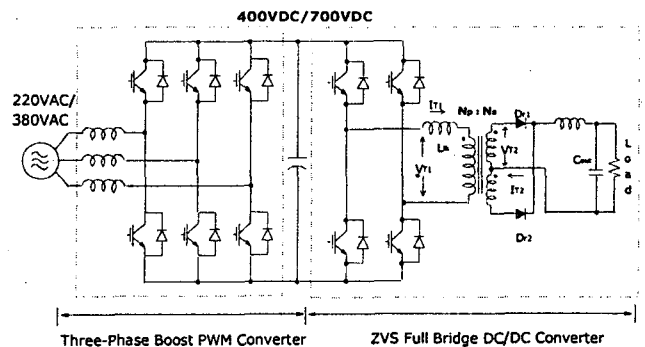 400VDC/700VDC
220VAC/
380VAC
IT1
Np : Ns
Dr1
VT1
VT2
IT2
Cout
Load
Dr2
Three-Phase Boost PWM Converter
ZVS Full Bridge DC/DC Converter